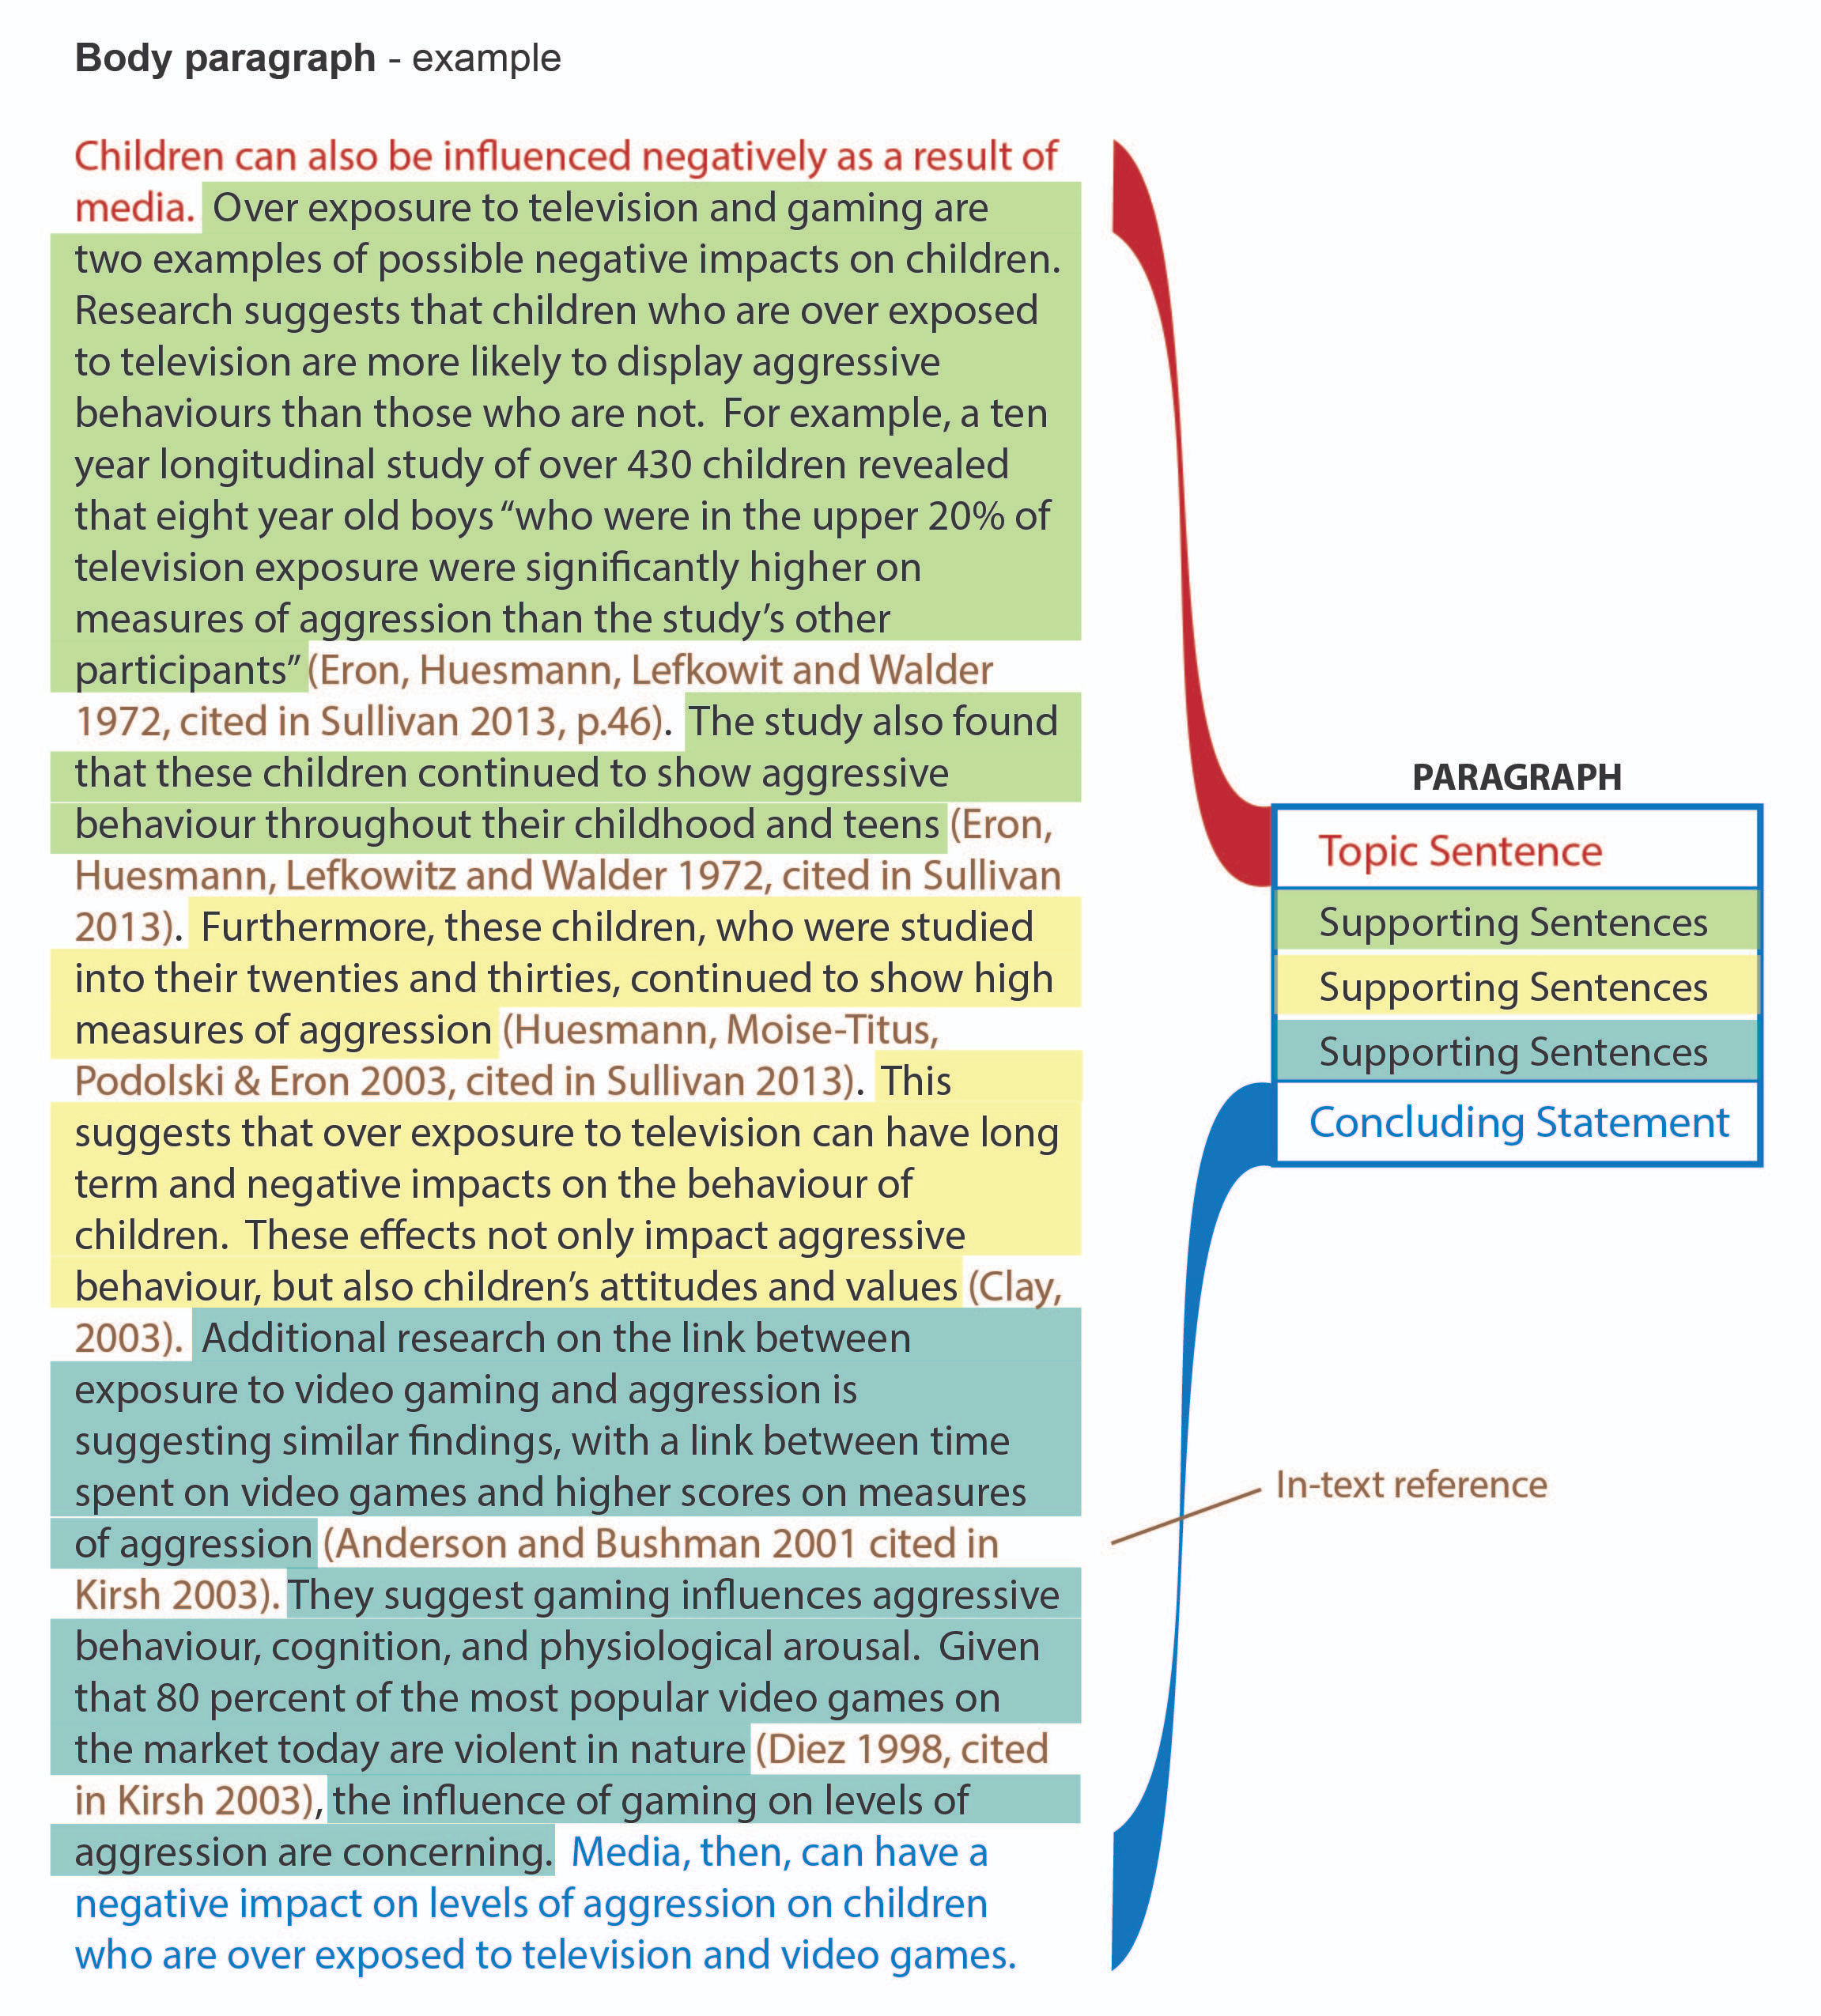 Body paragraph - example
Children can also be influenced negatively as a result of
media. Over exposure to television and gaming are
two examples of possible negative impacts on children.
Research suggests that children who are over exposed
to television are more likely to display aggressive
behaviours than those who are not. For example, a ten
year longitudinal study of over 430 children revealed
that eight year old boys “who were in the upper 20% of
television exposure were significantly higher on
measures of aggression than the study’s other
participants” (Eron, Huesmann, Lefkowit and Walder
1972, cited in Sullivan 2013, p.46). The study also found
that these children continued to show aggressive
behaviour throughout their childhood and teens (Eron,
Huesmann, Lefkowitz and Walder 1972, cited in Sullivan
2013). Furthermore, these children, who were studied
into their twenties and thirties, continued to show high
measures of aggression (Huesmann, Moise-Titus,
Podolski & Eron 2003, cited in Sullivan 2013). This
suggests that over exposure to television can have long
term and negative impacts on the behaviour of
children. These effects not only impact aggressive
behaviour, but also children’s attitudes and values (Clay,
2003). Additional research on the link between
exposure to video gaming and aggression is
suggesting similar findings, with a link between time
spent on video games and higher scores on measures
of aggression (Anderson and Bushman 2001 cited in
Kirsh 2003). They suggest gaming influences aggressive
behaviour, cognition, and physiological arousal. Given
that 80 percent of the most popular video games on
the market today are violent in nature (Diez 1998, cited
in Kirsh 2003), the influence of gaming on levels of
aggression are concerning. Media, then, can have a
negative impact on levels of aggression on children
who are over exposed to television and video games.
PARAGRAPH
Topic Sentence
Supporting Sentences
Supporting Sentences
Supporting Sentences
Concluding Statement
In-text reference